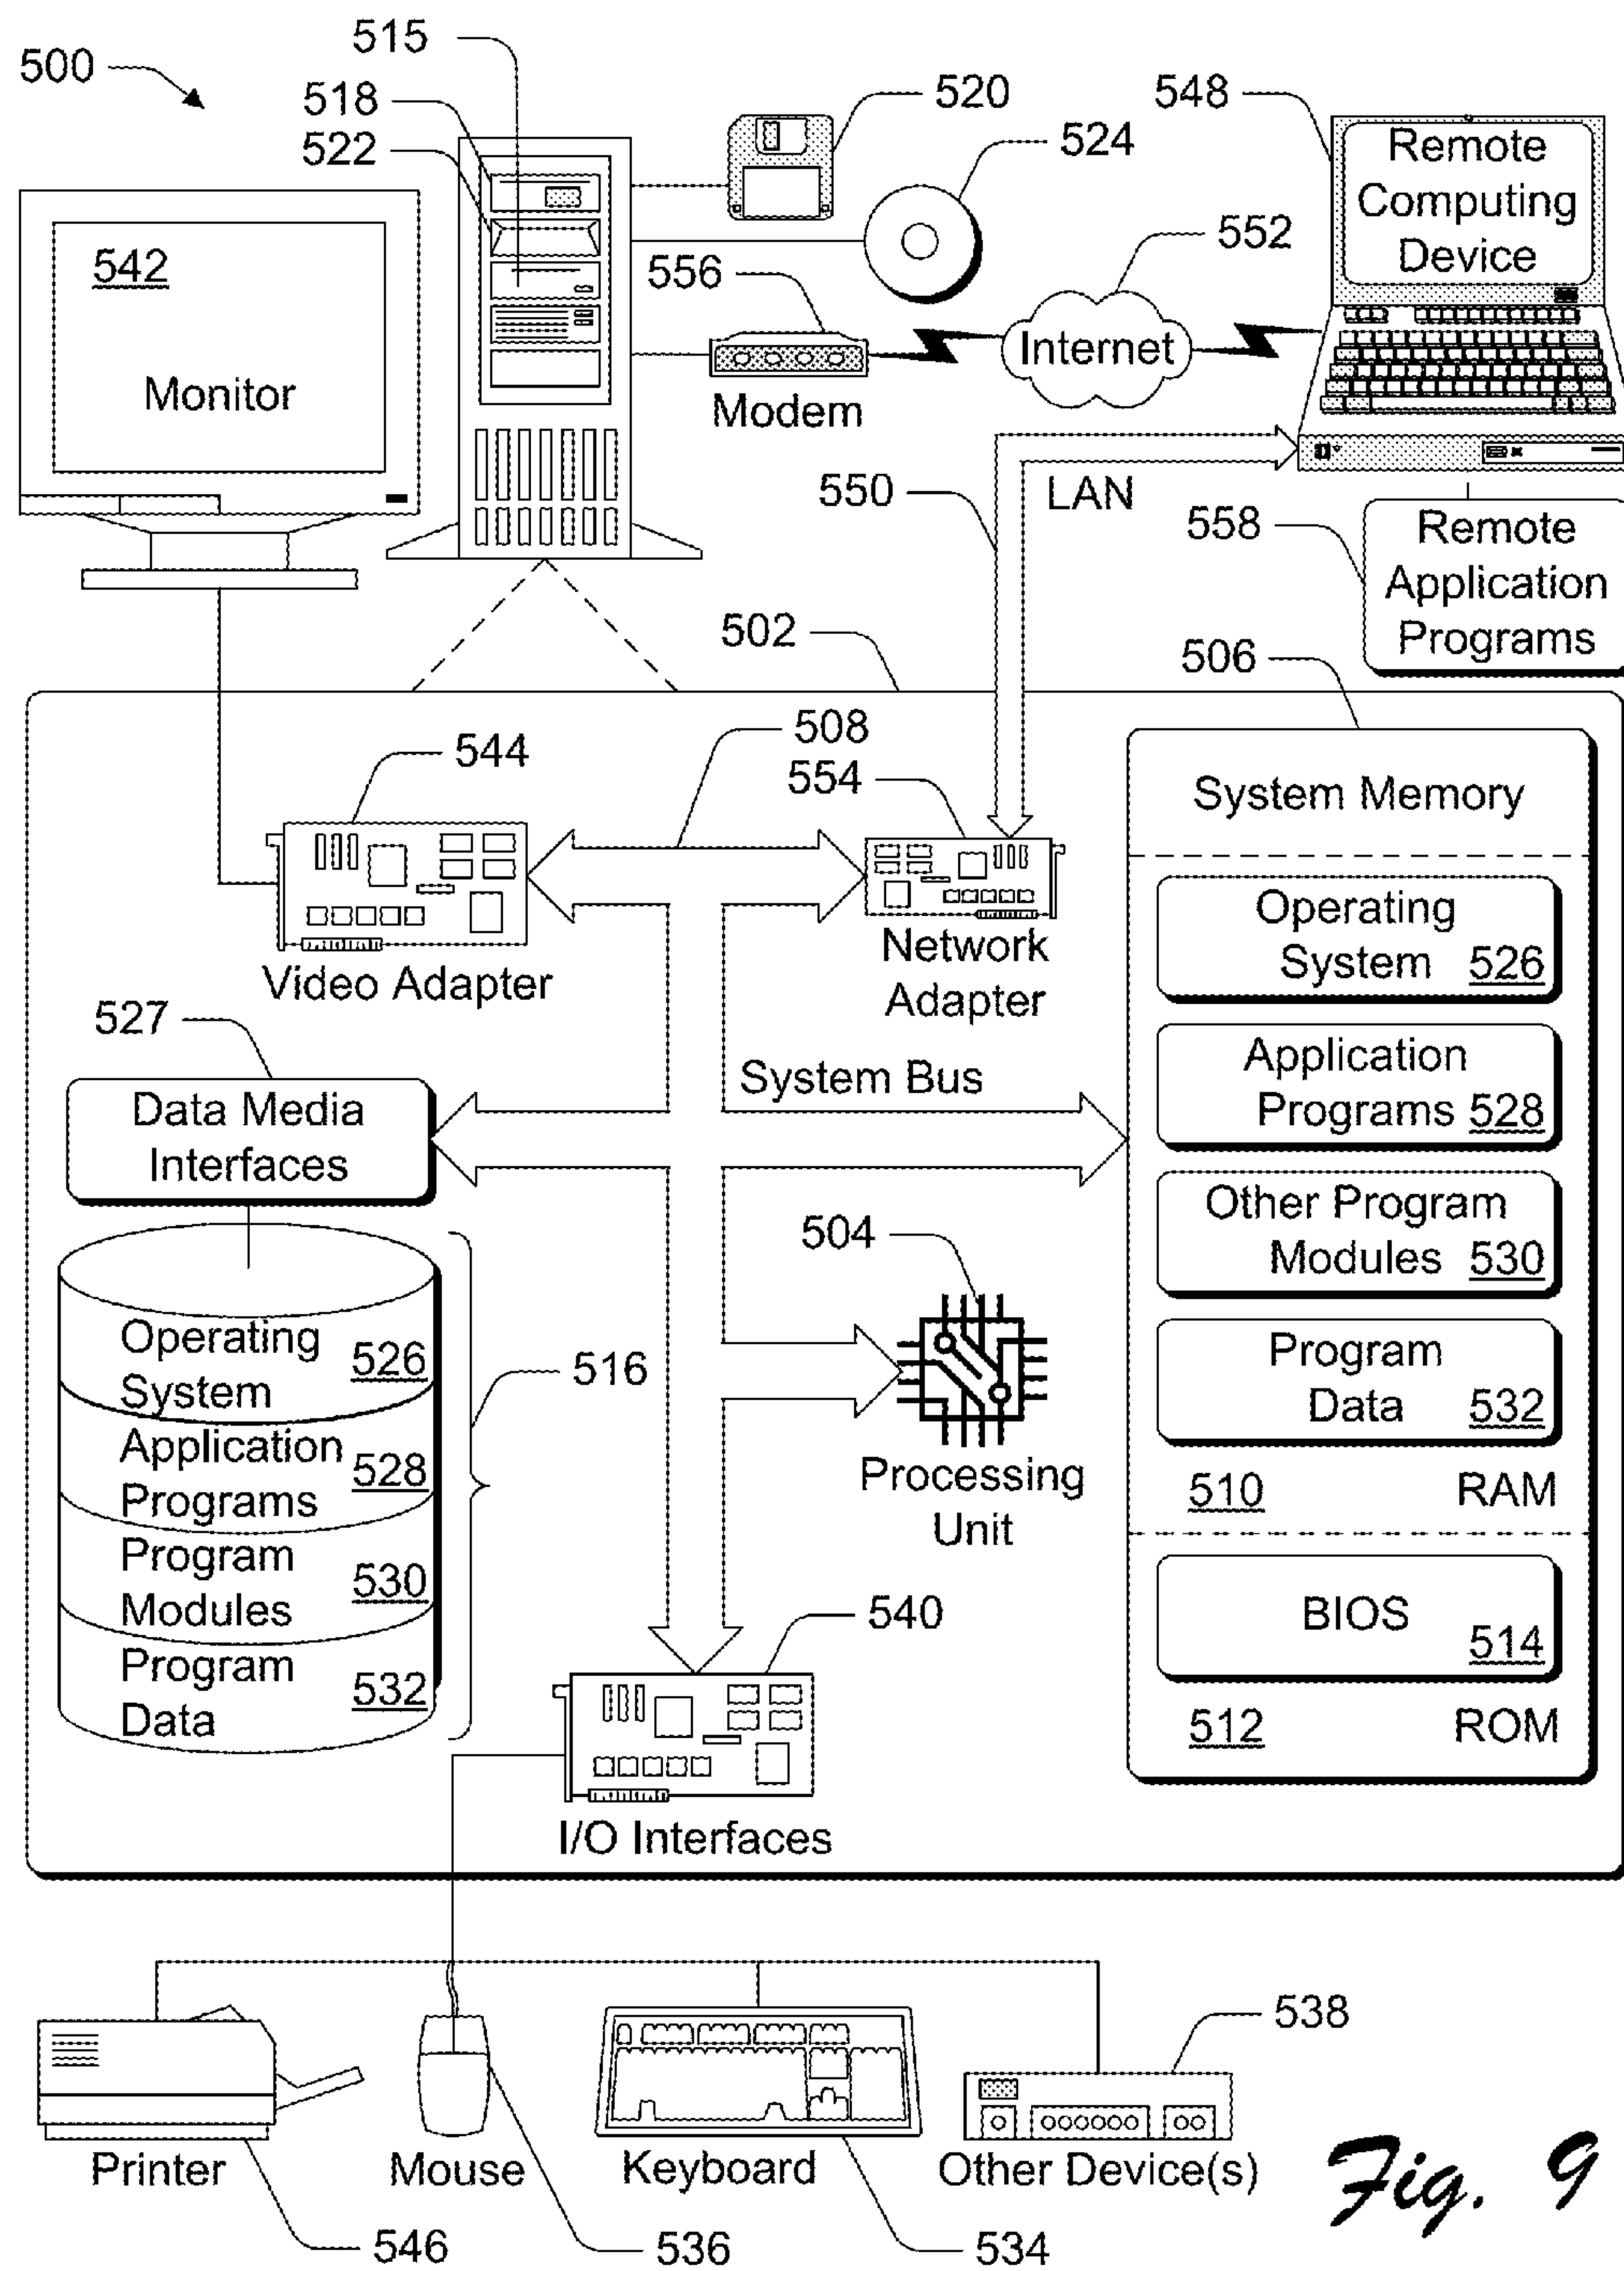 500
515
518
522
520
524
548
Remote
Computing
Device
542
Monitor
556
552
Internet
Modem
550
LAN
558
Remote
Application
Programs
502
506
544
508
554
System Memory
Video Adapter
Network
Adapter
Operating
System 526
527
Data Media
Interfaces
System Bus
Application
Programs 528
Other Program
Modules 530
504
Processing
Unit
Program
Data 532
510 RAM
BIOS
514
512 ROM
Operating
System
526
Application
Programs
528
Program
Modules
530
Program
Data
532
516
540
I/O Interfaces
538
Printer
Mouse
Keyboard
Other Device(s)
546
536
534
Fig. 9